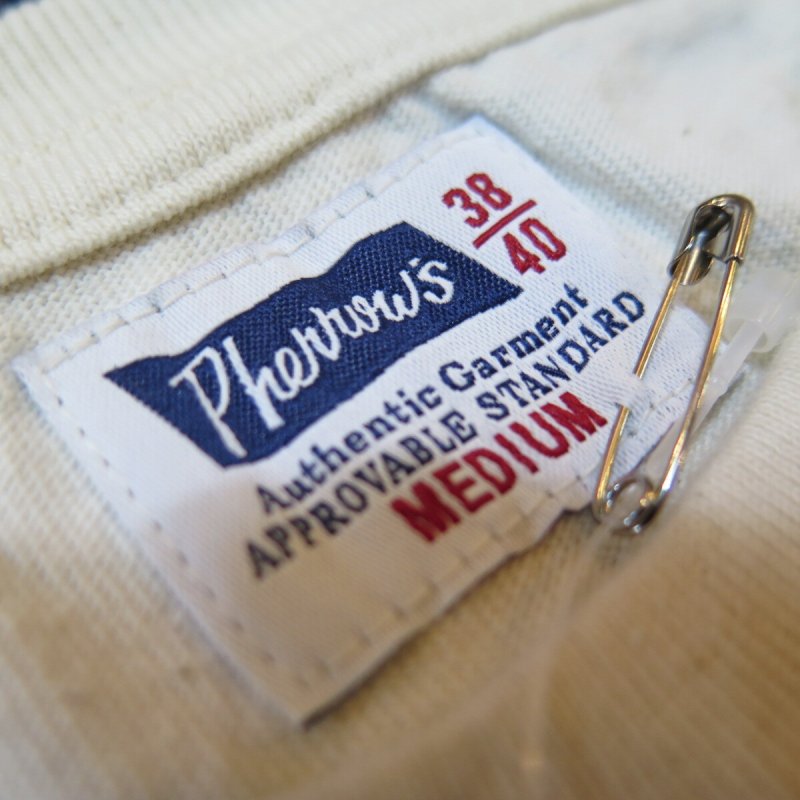 38
40
Pherrow's
Authentic Garment
APPROVABLE STANDARD
MEDIUM